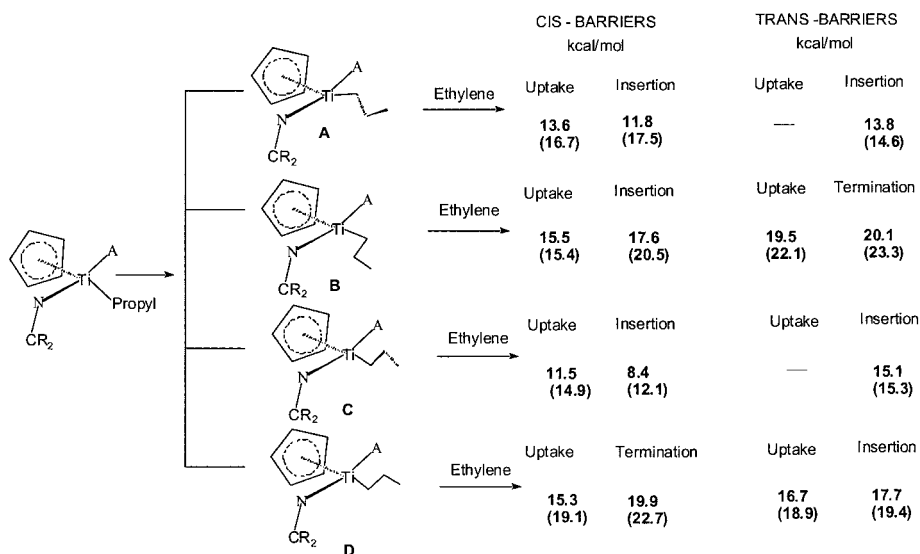 CIS - BARRIERS TRANS -BARRIERS
kcal/mol kcal/mol
A
Ti
N
CR2
A
Ethylene
Uptake Insertion Uptake Insertion
13.6 11.8 — 13.8
(16.7) (17.5) (14.6)
A
Ti
N
CR2
B
Ethylene
Uptake Insertion Uptake Termination
15.5 17.6 19.5 20.1
(15.4) (20.5) (22.1) (23.3)
A
Ti
N
Propyl
CR2
A
Ti
N
CR2
C
Ethylene
Uptake Insertion Uptake Insertion
11.5 8.4 — 15.1
(14.9) (12.1) (15.3)
A
Ti
N
CR2
D
Ethylene
Uptake Termination Uptake Insertion
15.3 19.9 16.7 17.7
(19.1) (22.7) (18.9) (19.4)